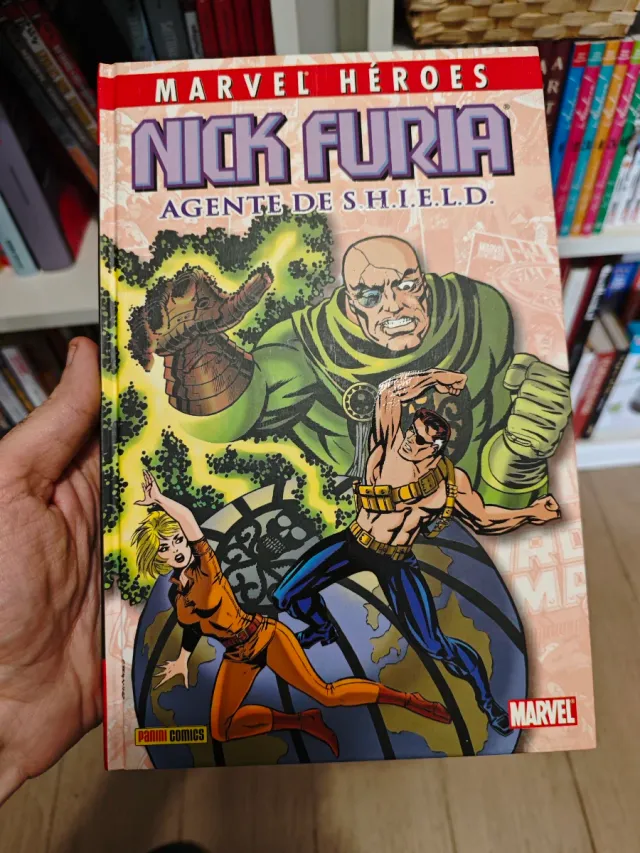 MARVEL HÉROES
NICK FURIA®
AGENTE DE S.H.I.E.L.D.
PANINI COMICS
MARVEL